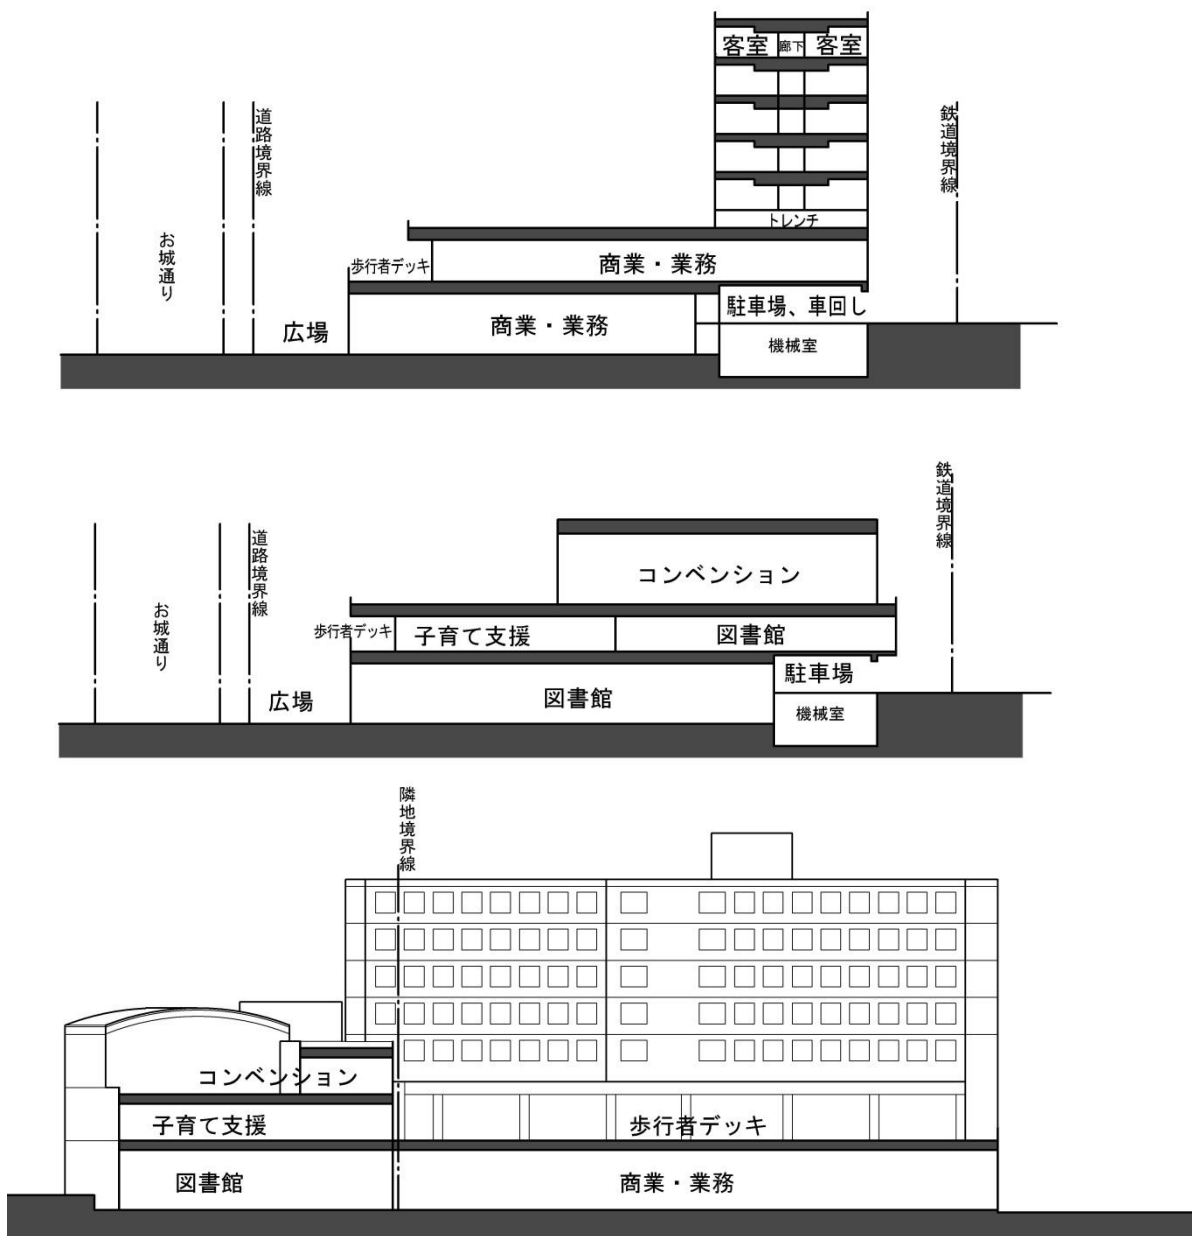 客室 廊下 客室
道路境界線
鉄道境界線
トレンチ
お城通り
歩行者デッキ 商業・業務
広場 商業・業務 駐車場、車回し
機械室
鉄道境界線
道路境界線
コンベンション
お城通り
歩行者デッキ 子育て支援 図書館
広場 図書館 駐車場
機械室
隣地境界線
コンベンション
子育て支援 歩行者デッキ
図書館 商業・業務